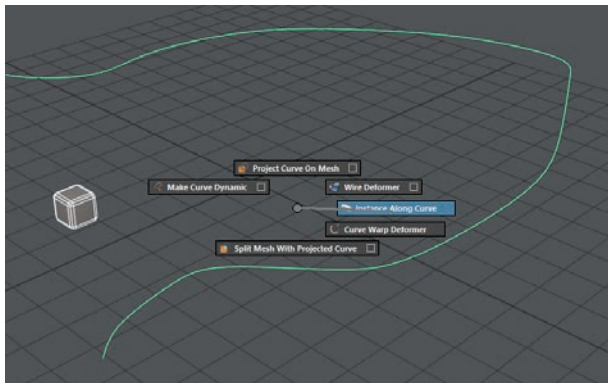 Project Curve On Mesh
Make Curve Dynamic
Wire Deformer
Instance Along Curve
Curve Warp Deformer
Split Mesh With Projected Curve